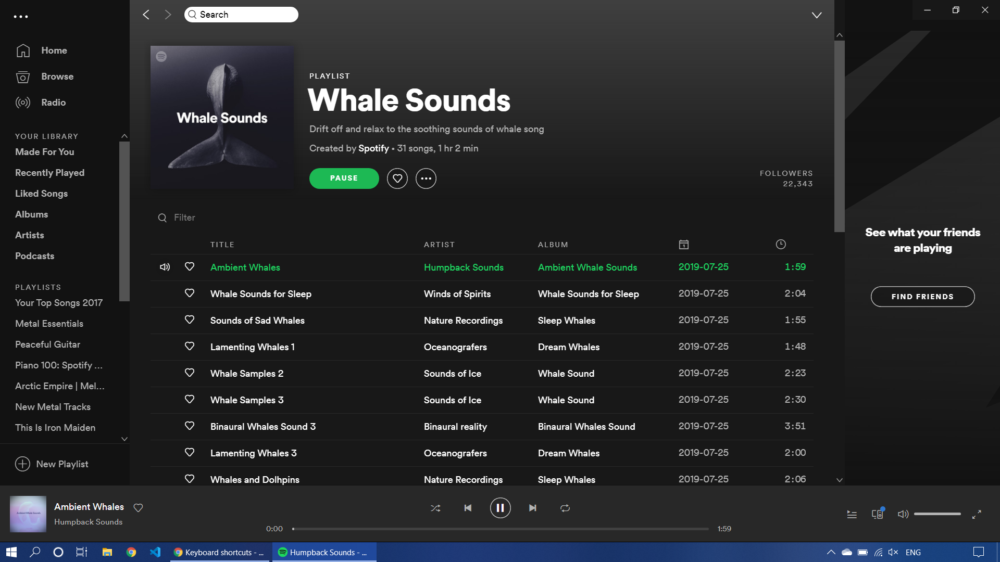 Search
Home
Browse
Radio
YOUR LIBRARY
Made For You
Recently Played
Liked Songs
Albums
Artists
Podcasts
PLAYLISTS
Your Top Songs 2017
Metal Essentials
Peaceful Guitar
Piano 100: Spotify ...
Arctic Empire | Mel...
New Metal Tracks
This Is Iron Maiden
New Playlist
Whale Sounds
PLAYLIST
Whale Sounds
Drift off and relax to the soothing sounds of whale song
Created by Spotify • 31 songs, 1 hr 2 min
PAUSE
FOLLOWERS
22,343
Filter
TITLE ARTIST ALBUM
Ambient Whales Humpback Sounds Ambient Whale Sounds 2019-07-25 1:59
Whale Sounds for Sleep Winds of Spirits Whale Sounds for Sleep 2019-07-25 2:04
Sounds of Sad Whales Nature Recordings Sleep Whales 2019-07-25 1:55
Lamenting Whales 1 Oceanografers Dream Whales 2019-07-25 1:48
Whale Samples 2 Sounds of Ice Whale Sound 2019-07-25 2:23
Whale Samples 3 Sounds of Ice Whale Sound 2019-07-25 2:30
Binaural Whales Sound 3 Binaural reality Binaural Whales Sound 2019-07-25 3:51
Lamenting Whales 3 Oceanografers Dream Whales 2019-07-25 2:00
Whales and Dolhpins Nature Recordings Sleep Whales 2019-07-25 2:06
See what your friends
are playing
FIND FRIENDS
Ambient Whale Sounds
Ambient Whales
Humpback Sounds
0:00 1:59
Keyboard shortcuts - ... Humpback Sounds - ... ENG